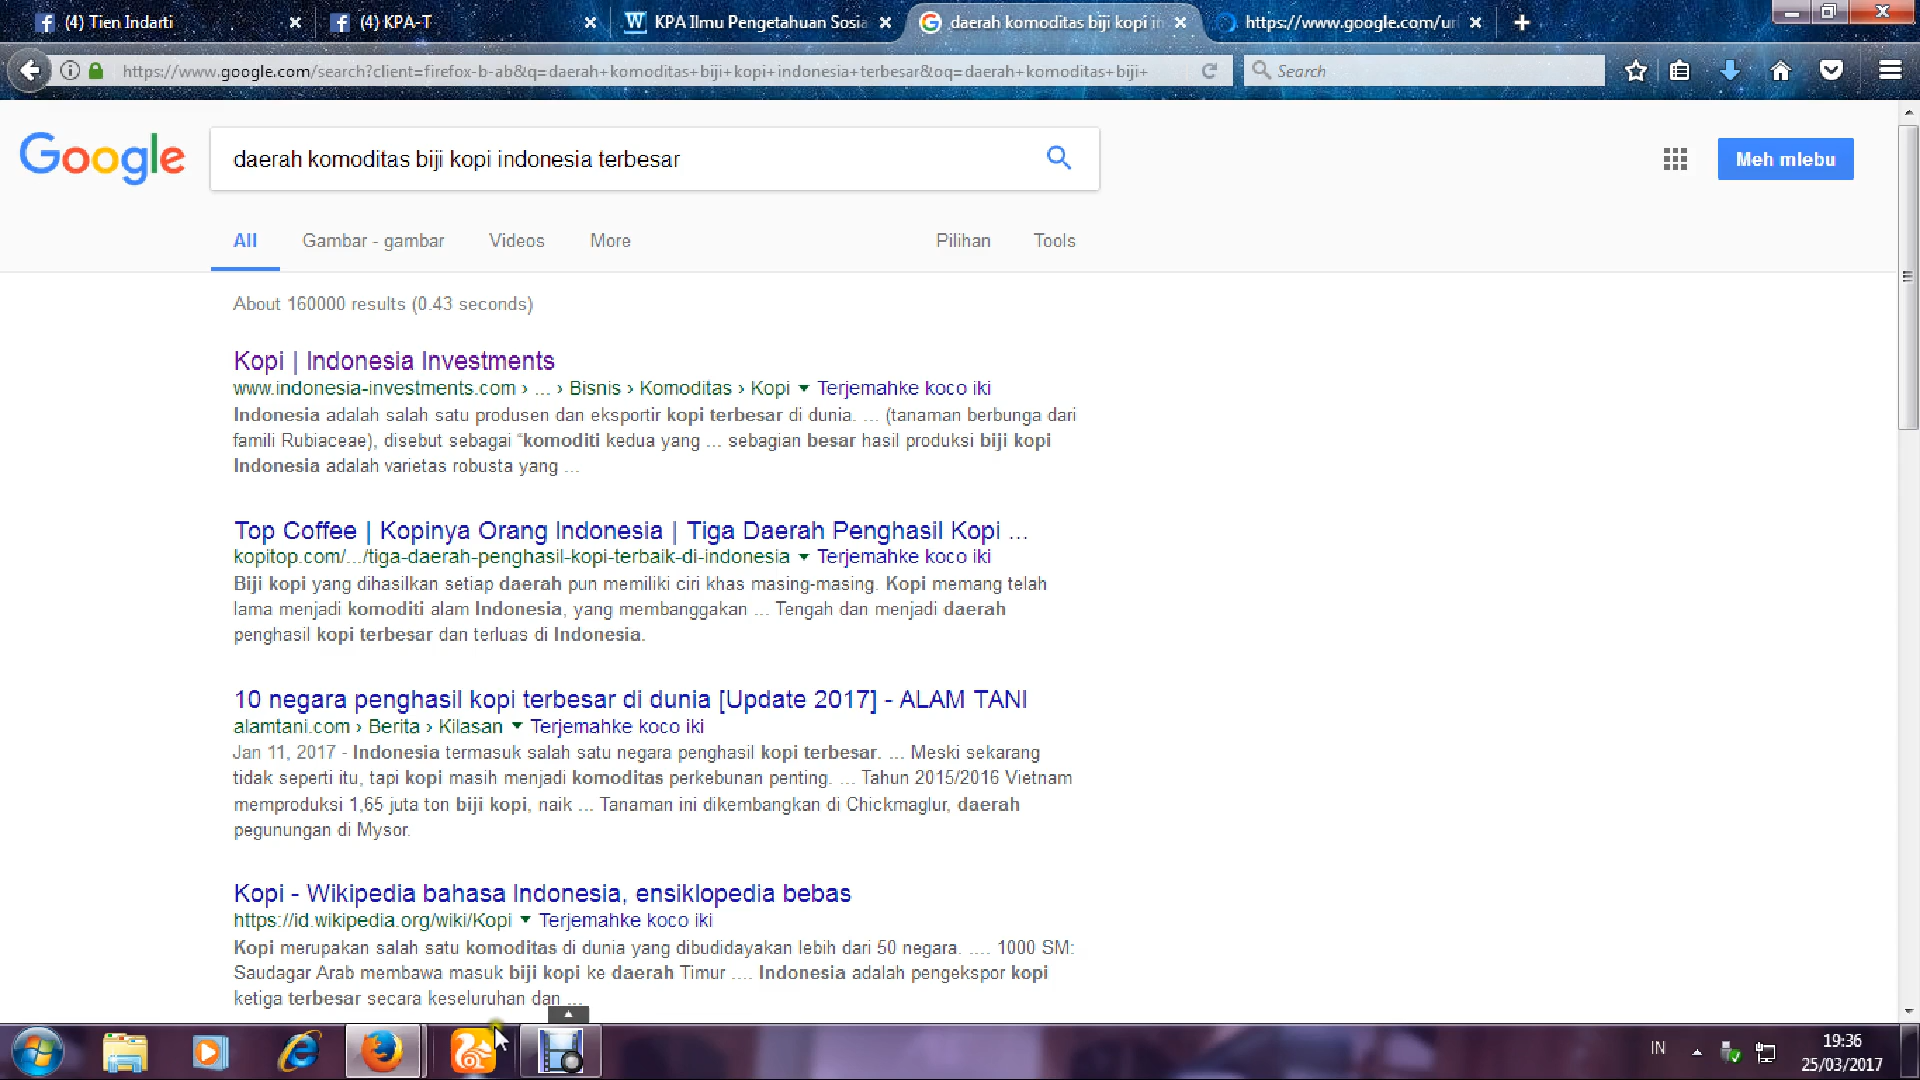 (4) Tien Indarti
(4) KPA-T
KPA Ilmu Pengetahuan Sosia
daerah komoditas biji kopi in
https://www.google.com/url
https://www.google.com/search?client=firefox-b-ab&q=daerah+komoditas+biji+kopi+indonesia+terbesar&oq=daerah+komoditas+biji+
Search
Google
daerah komoditas biji kopi indonesia terbesar
Meh mlebu
All
Gambar - gambar
Videos
More
Pilihan
Tools
About 160000 results (0.43 seconds)
Kopi | Indonesia Investments
www.indonesia-investments.com › ... › Bisnis › Komoditas › Kopi ▼ Terjemahke koco iki
Indonesia adalah salah satu produsen dan eksportir kopi terbesar di dunia. ... (tanaman berbunga dari
famili Rubiaceae), disebut sebagai “komoditi kedua yang ... sebagian besar hasil produksi biji kopi
Indonesia adalah varietas robusta yang ...
Top Coffee | Kopinya Orang Indonesia | Tiga Daerah Penghasil Kopi ...
kopitop.com/.../tiga-daerah-penghasil-kopi-terbaik-di-indonesia ▼ Terjemahke koco iki
Biji kopi yang dihasilkan setiap daerah pun memiliki ciri khas masing-masing. Kopi memang telah
lama menjadi komoditi alam Indonesia, yang membanggakan ... Tengah dan menjadi daerah
penghasil kopi terbesar dan terluas di Indonesia.
10 negara penghasil kopi terbesar di dunia [Update 2017] - ALAM TANI
alamtani.com › Berita › Kilasan ▼ Terjemahke koco iki
Jan 11, 2017 - Indonesia termasuk salah satu negara penghasil kopi terbesar. ... Meski sekarang
tidak seperti itu, tapi kopi masih menjadi komoditas perkebunan penting. ... Tahun 2015/2016 Vietnam
memproduksi 1,65 juta ton biji kopi, naik ... Tanaman ini dikembangkan di Chickmaglur, daerah
pegunungan di Mysor.
Kopi - Wikipedia bahasa Indonesia, ensiklopedia bebas
https://id.wikipedia.org/wiki/Kopi ▼ Terjemahke koco iki
Kopi merupakan salah satu komoditas di dunia yang dibudidayakan lebih dari 50 negara. .... 1000 SM:
Saudagar Arab membawa masuk biji kopi ke daerah Timur .... Indonesia adalah pengekspor kopi
ketiga terbesar secara keseluruhan dan ...
IN
19:36
25/03/2017